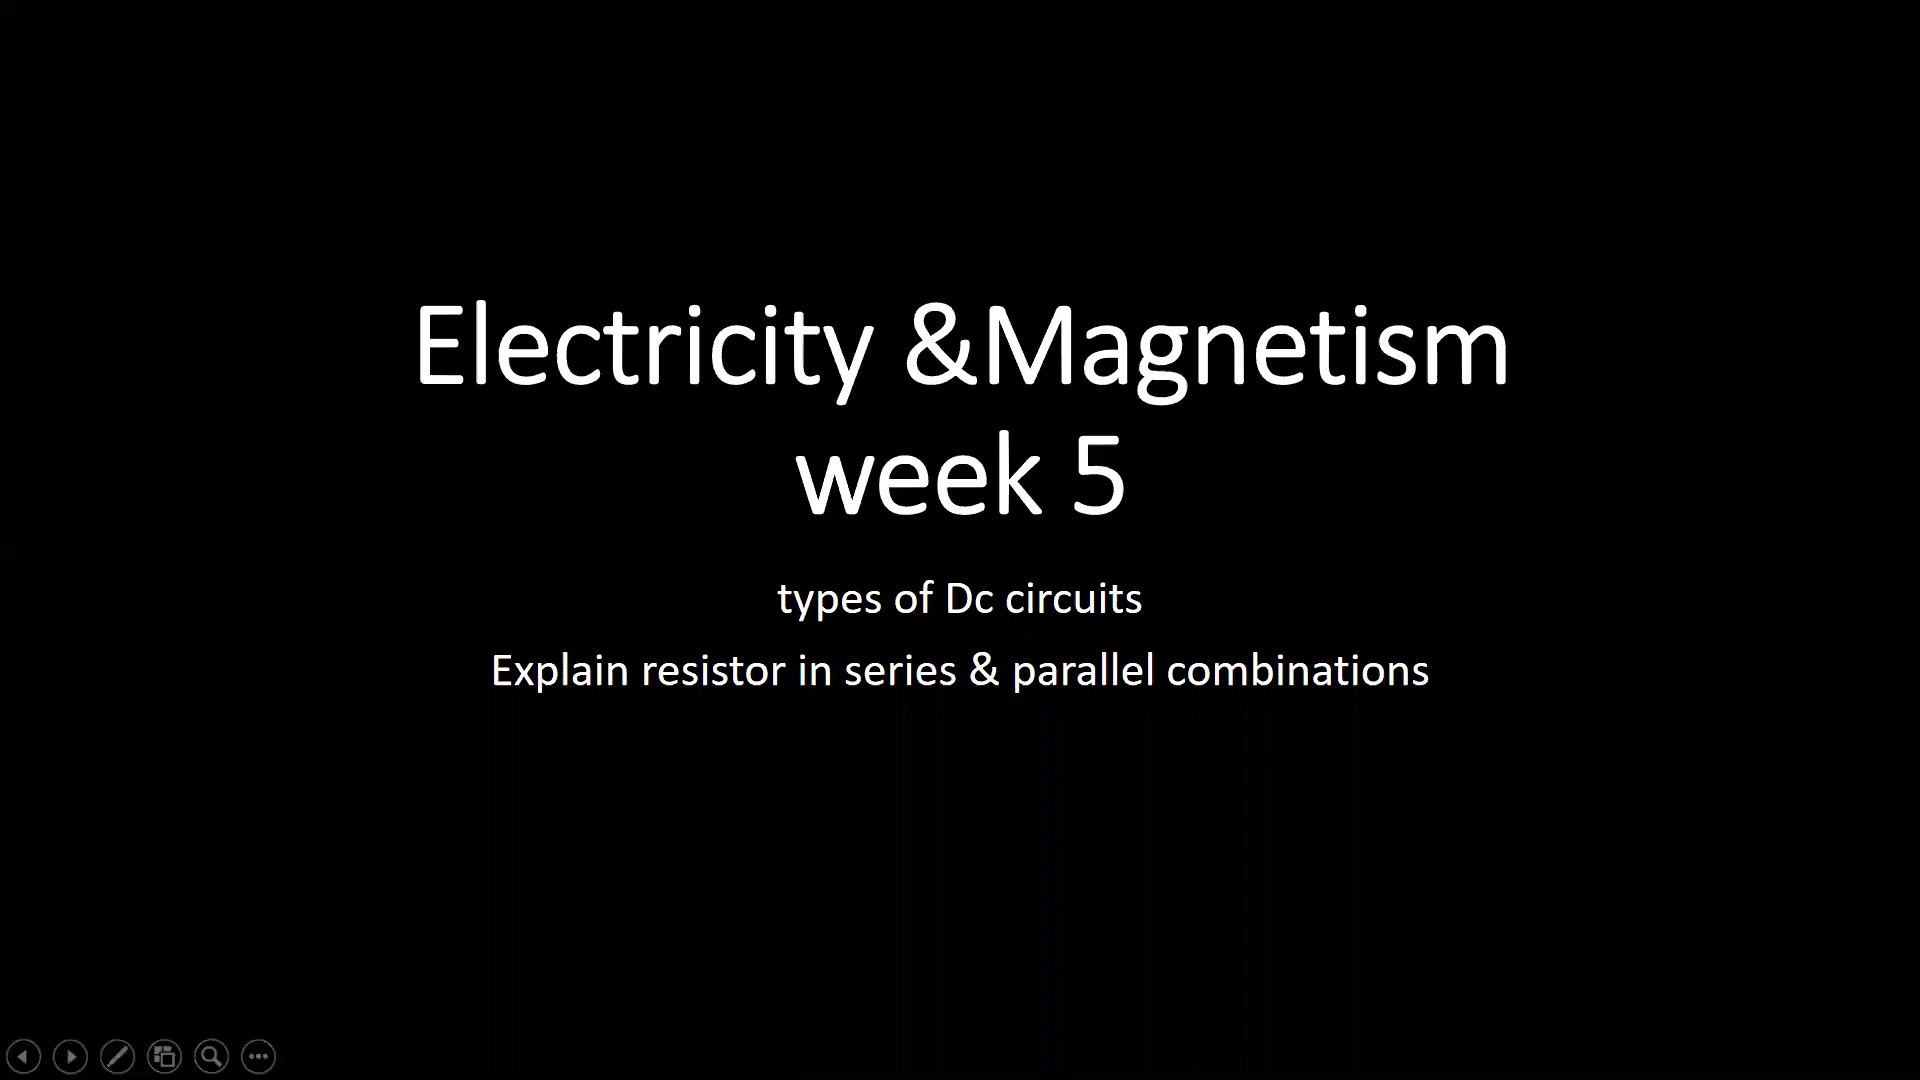 Electricity &Magnetism
week 5
types of Dc circuits
Explain resistor in series & parallel combinations